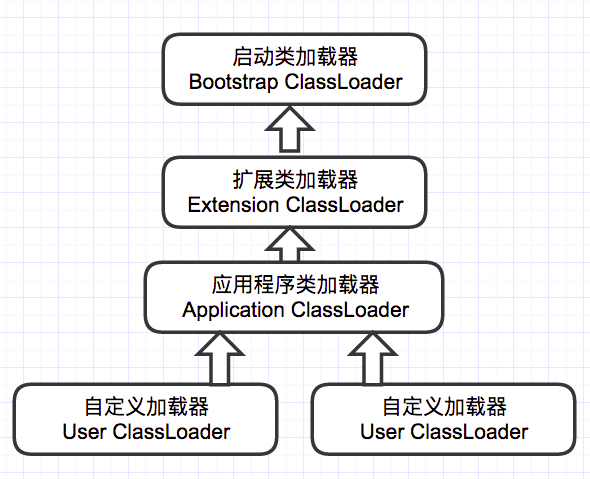 启动类加载器
Bootstrap ClassLoader
扩展类加载器
Extension ClassLoader
应用程序类加载器
Application ClassLoader
自定义加载器
User ClassLoader
自定义加载器
User ClassLoader